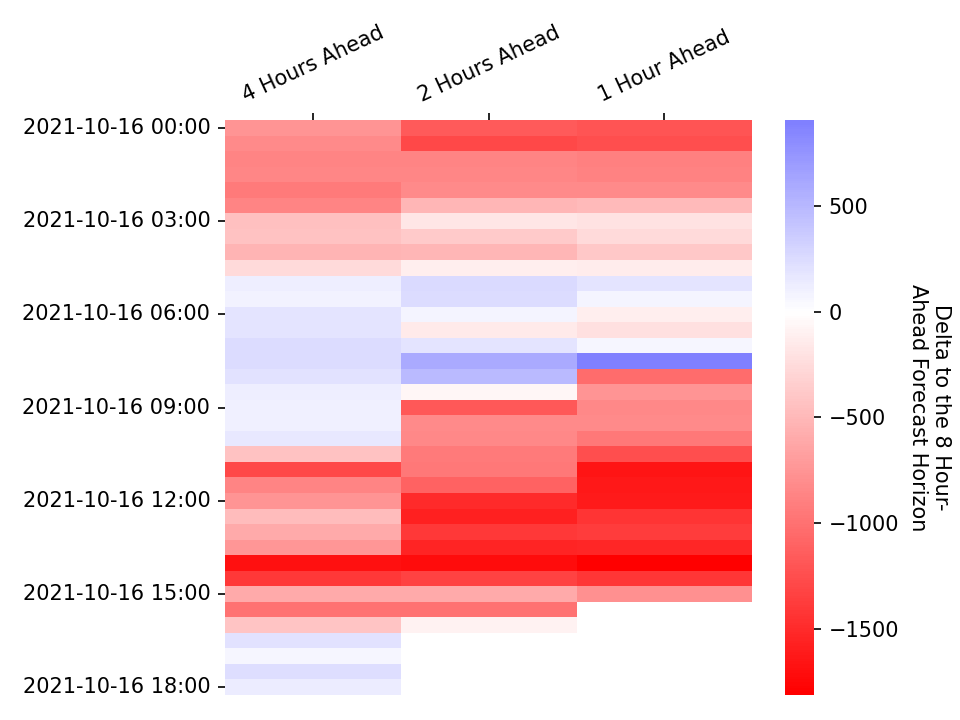 4 Hours Ahead
2 Hours Ahead
1 Hour Ahead
2021-10-16 00:00
2021-10-16 03:00
2021-10-16 06:00
2021-10-16 09:00
2021-10-16 12:00
2021-10-16 15:00
2021-10-16 18:00
500
0
−500
−1000
−1500
Delta to the 8 Hour-
Ahead Forecast Horizon